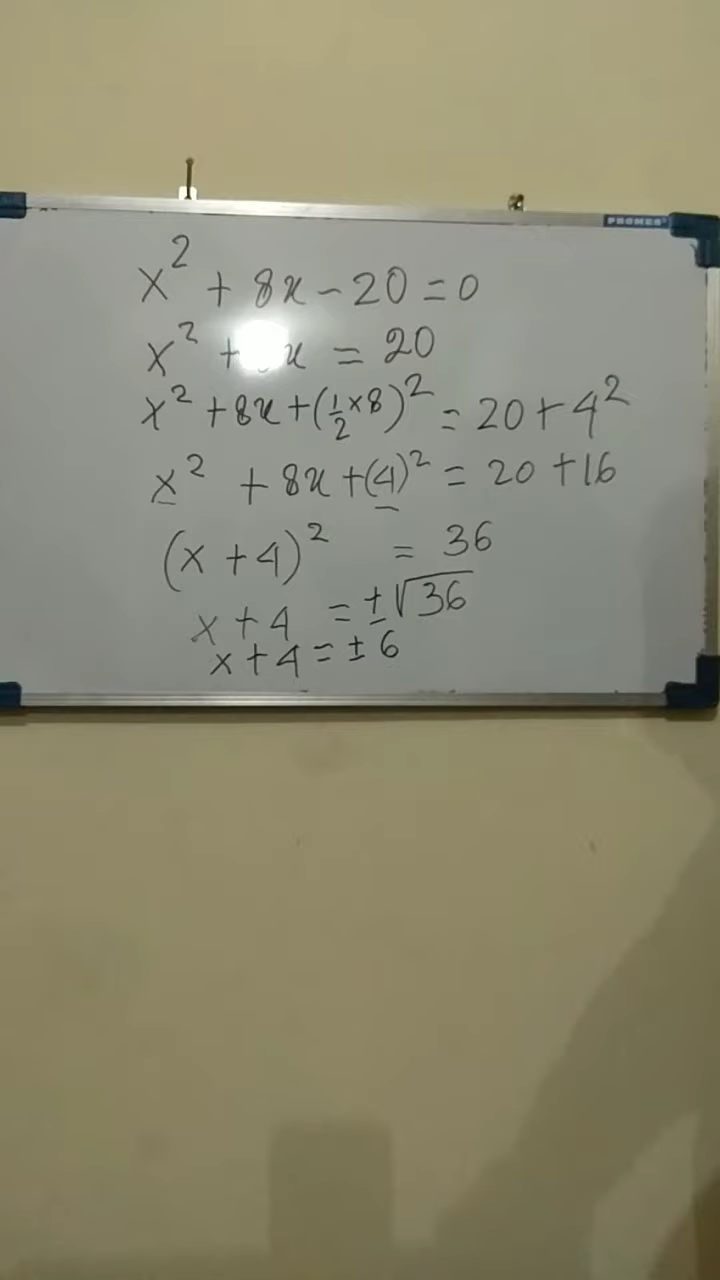 PROMEX
x² + 8x - 20 = 0
x² + x = 20
x² + 8x + (1/2 × 8)² = 20 + 4²
x² + 8x + (4)² = 20 + 16
(x + 4)² = 36
x + 4 = ±√36
x + 4 = ± 6